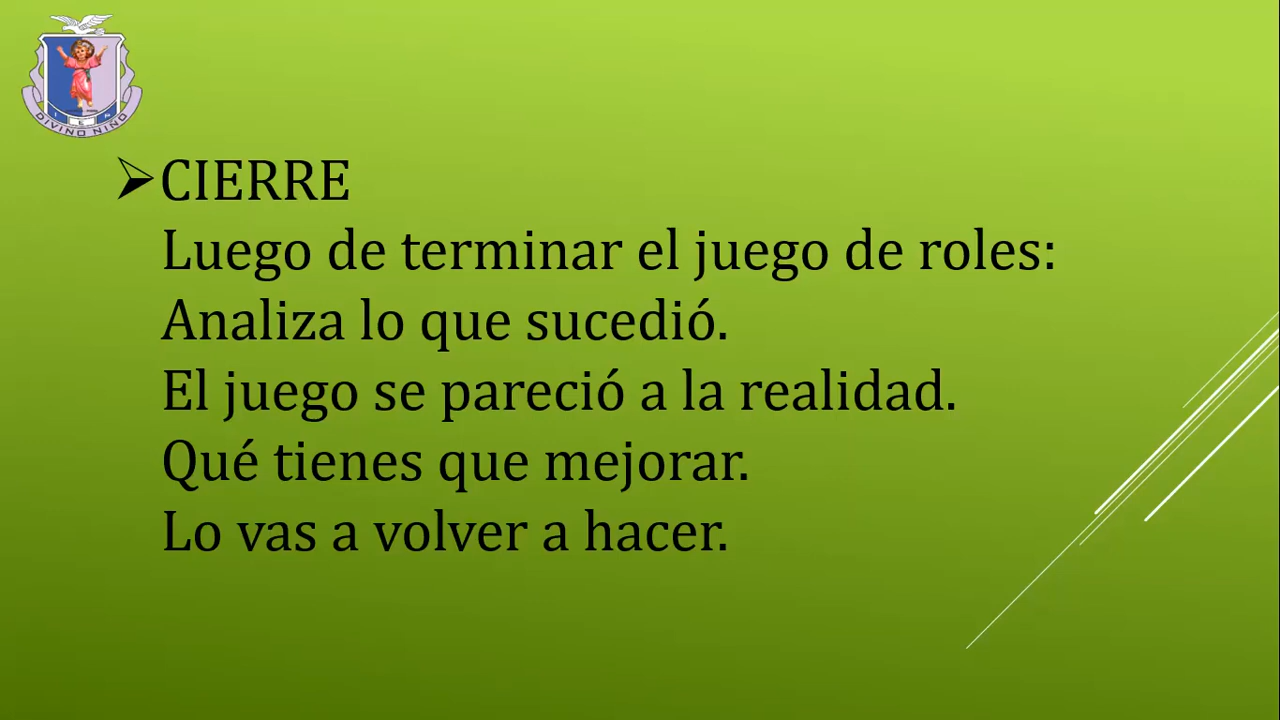 I E N
DIVINO NIÑO
CIERRE
Luego de terminar el juego de roles:
Analiza lo que sucedió.
El juego se pareció a la realidad.
Qué tienes que mejorar.
Lo vas a volver a hacer.